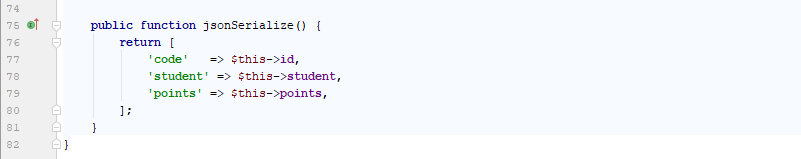 74
75 public function jsonSerialize() {
76 return [
77 'code' => $this->id,
78 'student' => $this->student,
79 'points' => $this->points,
80 ];
81 }
82 }